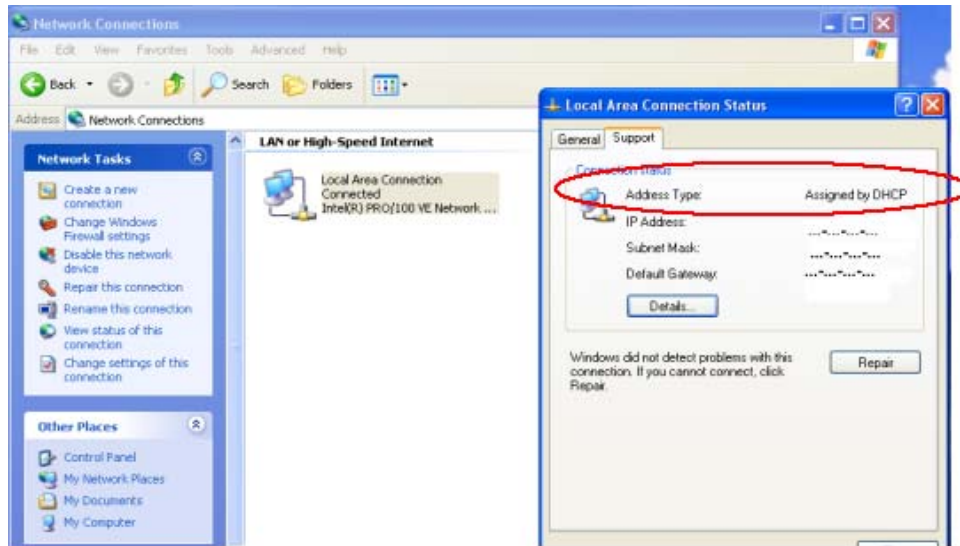 Network Connections
File Edit View Favorites Tools Advanced Help
Back Search Folders
Address Network Connections
Network Tasks
Create a new
connection
Change Windows
Firewall settings
Disable this network
device
Repair this connection
Rename this connection
View status of this
connection
Change settings of this
connection
Other Places
Control Panel
My Network Places
My Documents
My Computer
LAN or High-Speed Internet
Local Area Connection
Connected
Intel(R) PRO/100 VE Network ...
Local Area Connection Status
General Support
Connection status
Address Type: Assigned by DHCP
IP Address: ...-...-...-...
Subnet Mask: ...-...-...-...
Default Gateway: ...-...-...-...
Details...
Windows did not detect problems with this
connection. If you cannot connect, click
Repair.
Repair